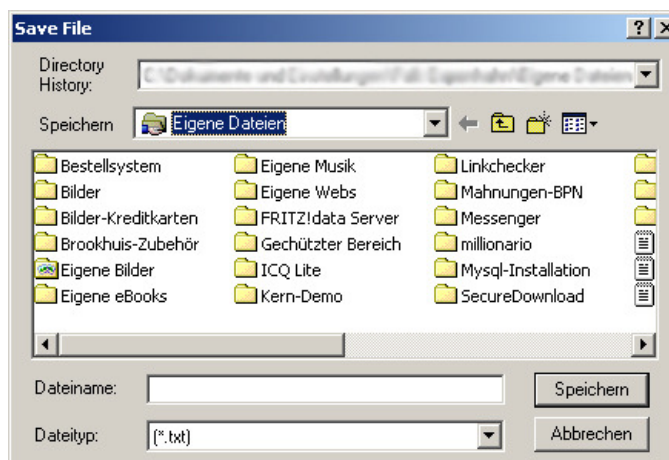 Save File
Directory
History:
Speichern
Eigene Dateien
Bestellsystem
Eigene Musik
Linkchecker
Bilder
Eigene Webs
Mahnungen-BPN
Bilder-Kreditkarten
FRITZ!data Server
Messenger
Brookhuis-Zubehör
Gechützter Bereich
millionario
Eigene Bilder
ICQ Lite
Mysql-Installation
Eigene eBooks
Kern-Demo
SecureDownload
Dateiname:
Speichern
Dateityp:
(*.txt)
Abbrechen